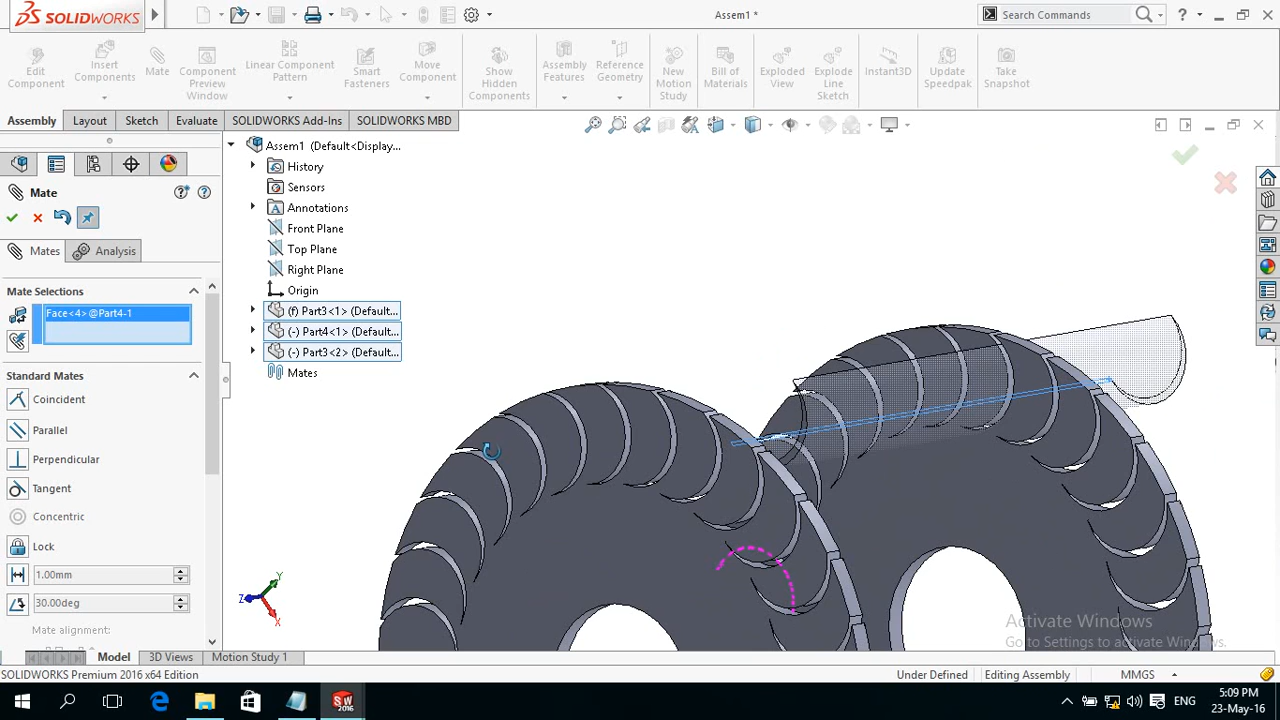 SOLIDWORKS
Assem1 *
Search Commands
Edit Component
Insert Components
Mate
Component Preview Window
Linear Component Pattern
Smart Fasteners
Move Component
Show Hidden Components
Assembly Features
Reference Geometry
New Motion Study
Bill of Materials
Exploded View
Explode Line Sketch
Instant3D
Update Speedpak
Take Snapshot
Assembly
Layout
Sketch
Evaluate
SOLIDWORKS Add-Ins
SOLIDWORKS MBD
Assem1 (Default<Display...
History
Sensors
Annotations
Front Plane
Top Plane
Right Plane
Origin
(f) Part3<1> (Default...
(-) Part4<1> (Default...
(-) Part3<2> (Default...
Mates
Mate
Mates
Analysis
Mate Selections
Face<4>@Part4-1
Standard Mates
Coincident
Parallel
Perpendicular
Tangent
Concentric
Lock
1.00mm
30.00deg
Mate alignment:
Z
Y
X
Activate Windows
Go to Settings to activate Windows.
Model
3D Views
Motion Study 1
SOLIDWORKS Premium 2016 x64 Edition
Under Defined
Editing Assembly
MMGS
SW
2016
ENG
5:09 PM
23-May-16